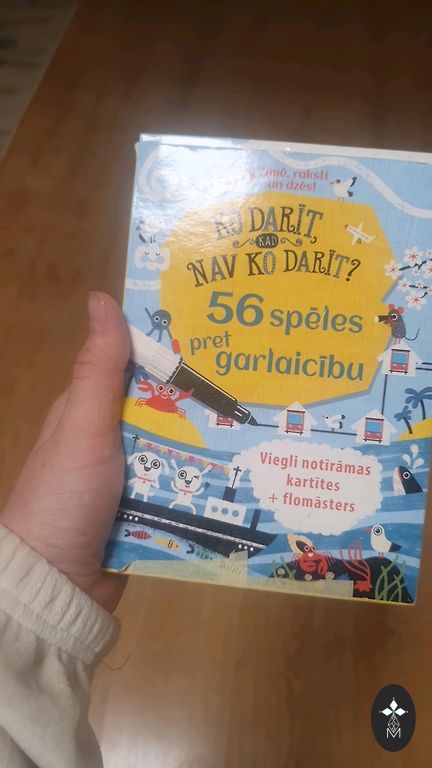 Zīmē, raksti
un dzēs!
KO DARĪT,
KAD
NAV KO DARĪT?
56 spēles
pret
garlaicību
Viegli notīrāmas
kartītes
+ flomāsters
M